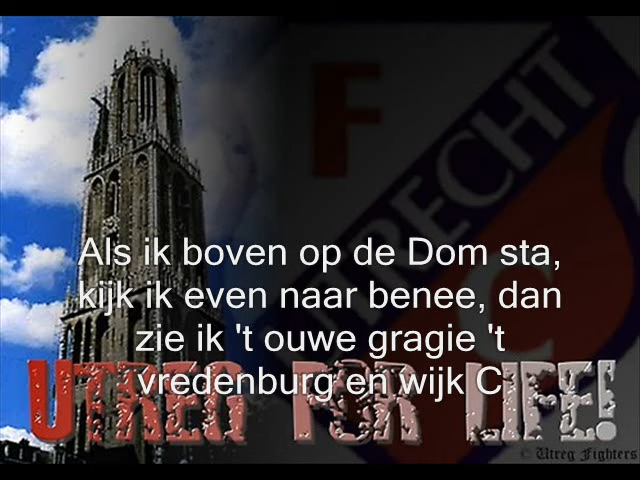 F
UTRECHT
C
Als ik boven op de Dom sta,
kijk ik even naar benee, dan
zie ik 't ouwe gragie 't
vredenburg en wijk C
UTREG FOR LIFE!
© Utreg Fighters